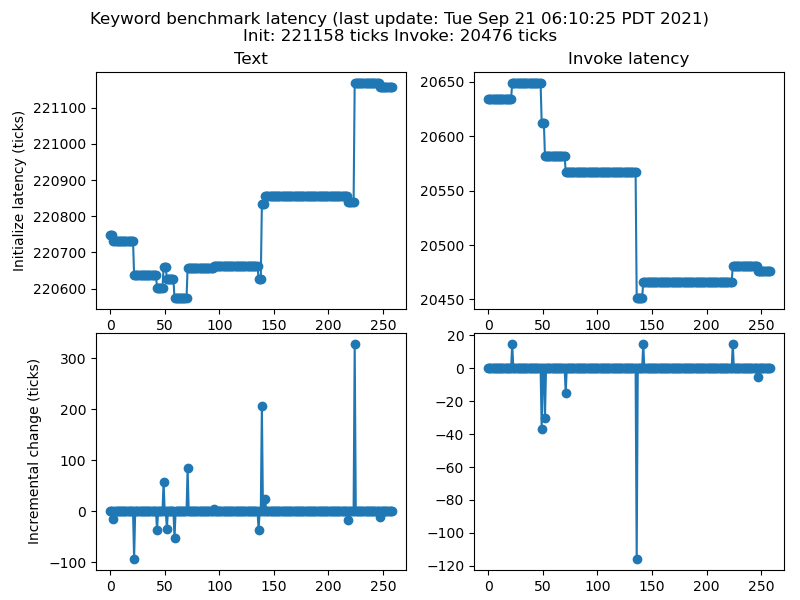 Keyword benchmark latency (last update: Tue Sep 21 06:10:25 PDT 2021)
Init: 221158 ticks Invoke: 20476 ticks
Text
Initialize latency (ticks)
221100
221000
220900
220800
220700
220600
0 50 100 150 200 250
Invoke latency
20650
20600
20550
20500
20450
0 50 100 150 200 250
Incremental change (ticks)
300
200
100
0
−100
0 50 100 150 200 250
20
0
−20
−40
−60
−80
−100
−120
0 50 100 150 200 250